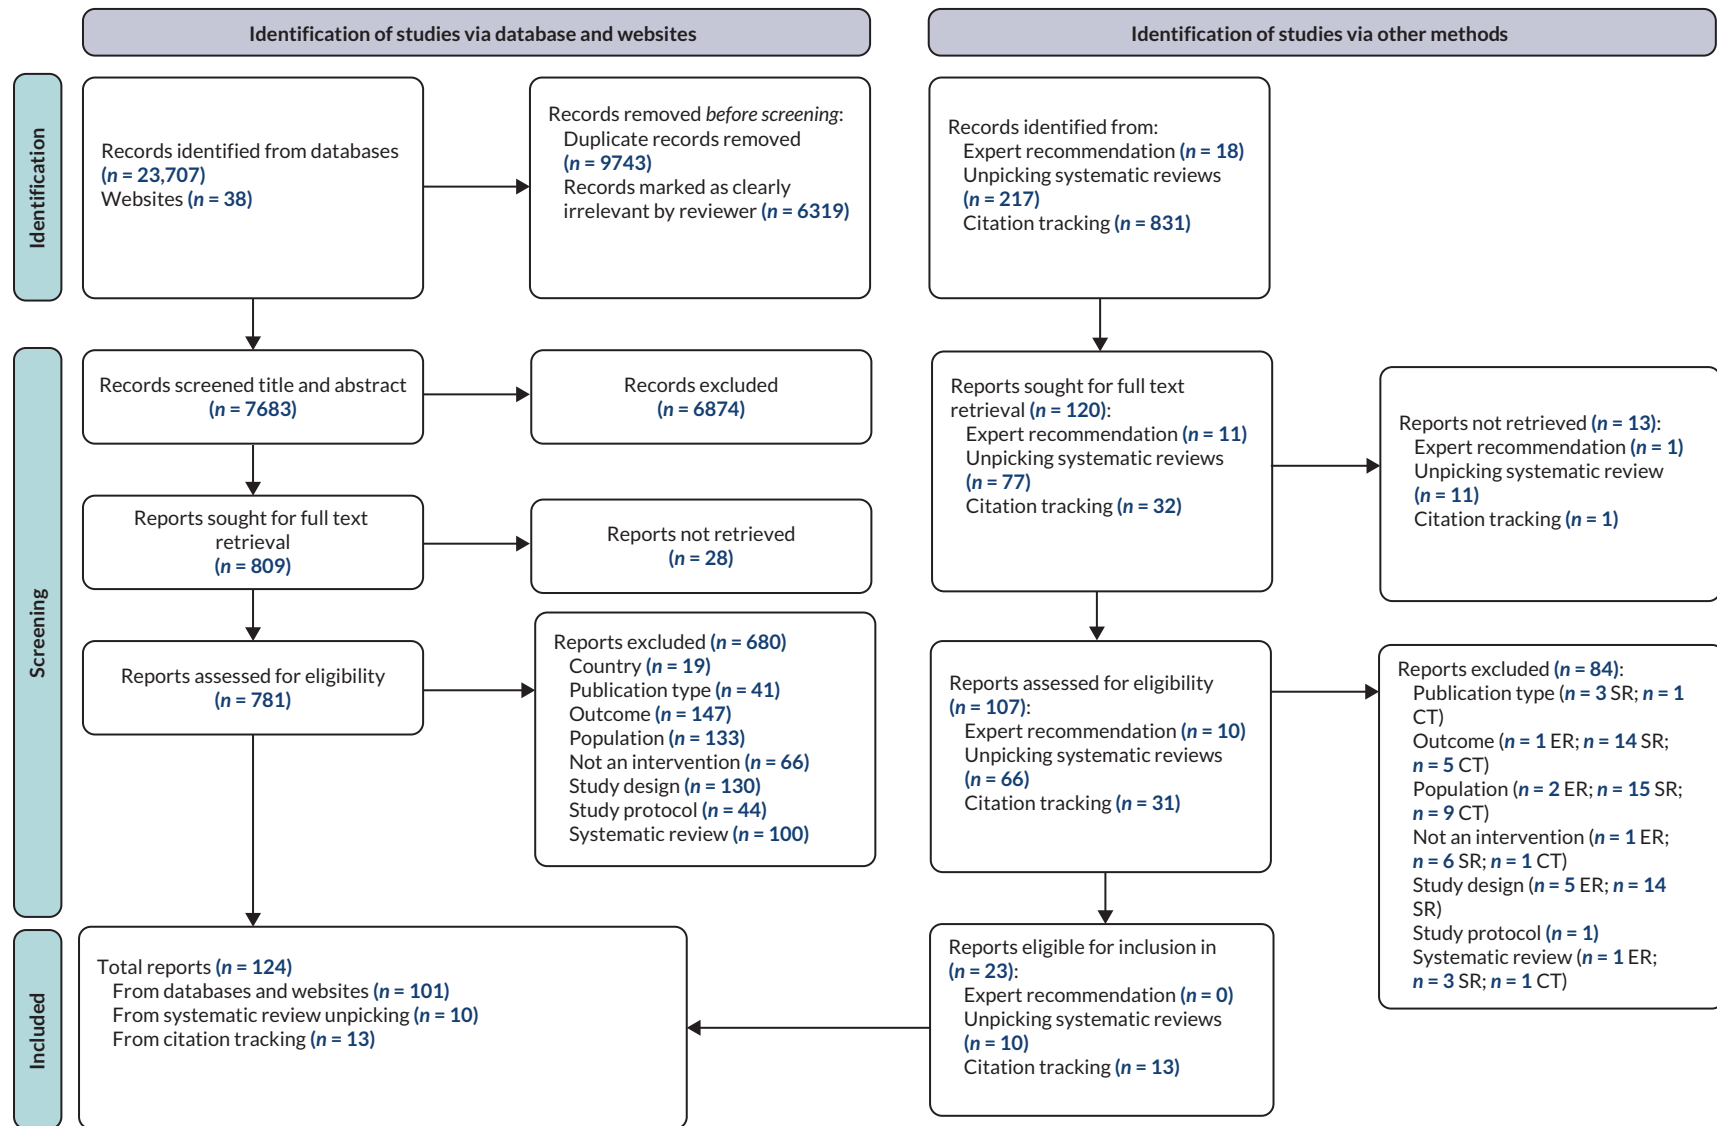 Identification of studies via database and websites
Identification of studies via other methods
Identification
Records identified from databases
(n = 23,707)
Websites (n = 38)
Records removed before screening:
Duplicate records removed
(n = 9743)
Records marked as clearly
irrelevant by reviewer (n = 6319)
Records identified from:
Expert recommendation (n = 18)
Unpicking systematic reviews
(n = 217)
Citation tracking (n = 831)
Screening
Records screened title and abstract
(n = 7683)
Records excluded
(n = 6874)
Reports sought for full text
retrieval
(n = 809)
Reports not retrieved
(n = 28)
Reports assessed for eligibility
(n = 781)
Reports excluded (n = 680)
Country (n = 19)
Publication type (n = 41)
Outcome (n = 147)
Population (n = 133)
Not an intervention (n = 66)
Study design (n = 130)
Study protocol (n = 44)
Systematic review (n = 100)
Reports sought for full text
retrieval (n = 120):
Expert recommendation (n = 11)
Unpicking systematic reviews
(n = 77)
Citation tracking (n = 32)
Reports not retrieved (n = 13):
Expert recommendation (n = 1)
Unpicking systematic review
(n = 11)
Citation tracking (n = 1)
Reports assessed for eligibility
(n = 107):
Expert recommendation (n = 10)
Unpicking systematic reviews
(n = 66)
Citation tracking (n = 31)
Reports excluded (n = 84):
Publication type (n = 3 SR; n = 1
CT)
Outcome (n = 1 ER; n = 14 SR;
n = 5 CT)
Population (n = 2 ER; n = 15 SR;
n = 9 CT)
Not an intervention (n = 1 ER;
n = 6 SR; n = 1 CT)
Study design (n = 5 ER; n = 14
SR)
Study protocol (n = 1)
Systematic review (n = 1 ER;
n = 3 SR; n = 1 CT)
Included
Total reports (n = 124)
From databases and websites (n = 101)
From systematic review unpicking (n = 10)
From citation tracking (n = 13)
Reports eligible for inclusion in
(n = 23):
Expert recommendation (n = 0)
Unpicking systematic reviews
(n = 10)
Citation tracking (n = 13)